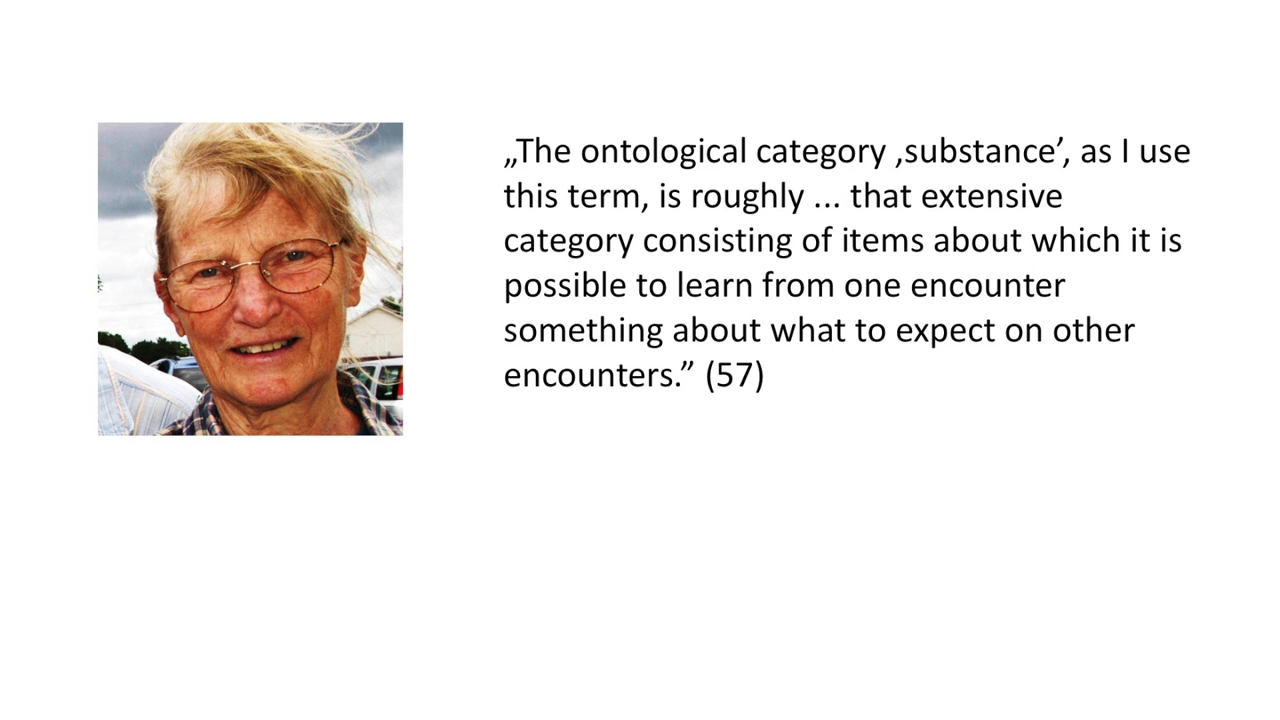 „The ontological category ‚substance’, as I use
this term, is roughly ... that extensive
category consisting of items about which it is
possible to learn from one encounter
something about what to expect on other
encounters.” (57)